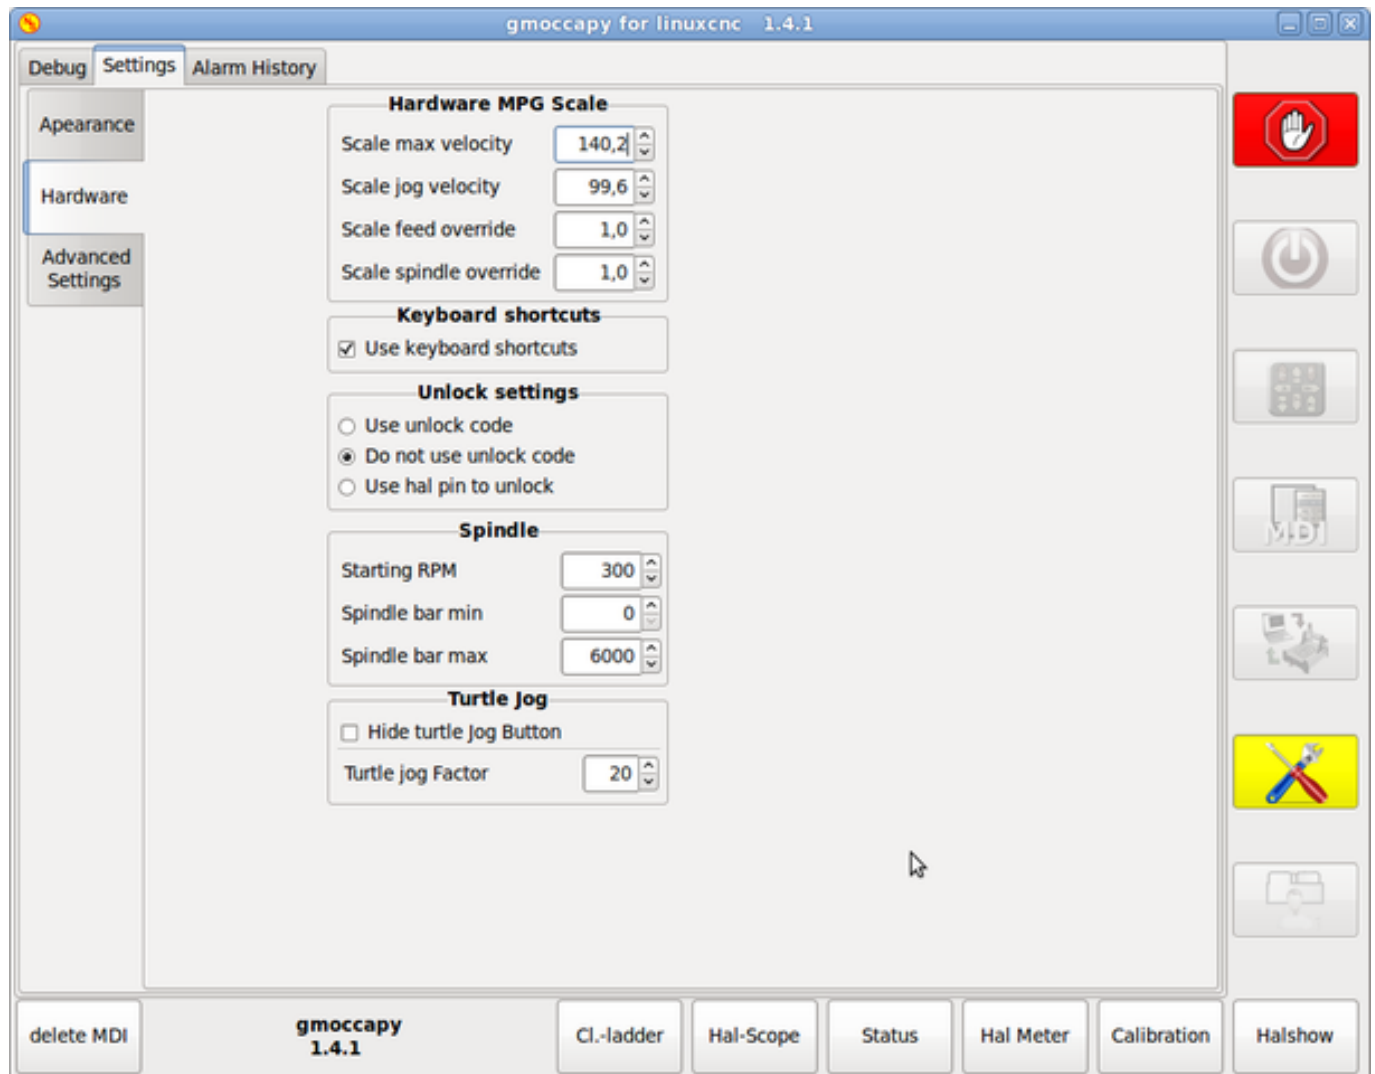 gmoccapy for linuxcnc 1.4.1
Debug Settings Alarm History
Apearance
Hardware
Advanced
Settings
Hardware MPG Scale
Scale max velocity 140,2
Scale jog velocity 99,6
Scale feed override 1,0
Scale spindle override 1,0
Keyboard shortcuts
Use keyboard shortcuts
Unlock settings
Use unlock code
Do not use unlock code
Use hal pin to unlock
Spindle
Starting RPM 300
Spindle bar min 0
Spindle bar max 6000
Turtle Jog
Hide turtle Jog Button
Turtle jog Factor 20
MDI
delete MDI
gmoccapy
1.4.1
Cl.-ladder Hal-Scope Status Hal Meter Calibration Halshow